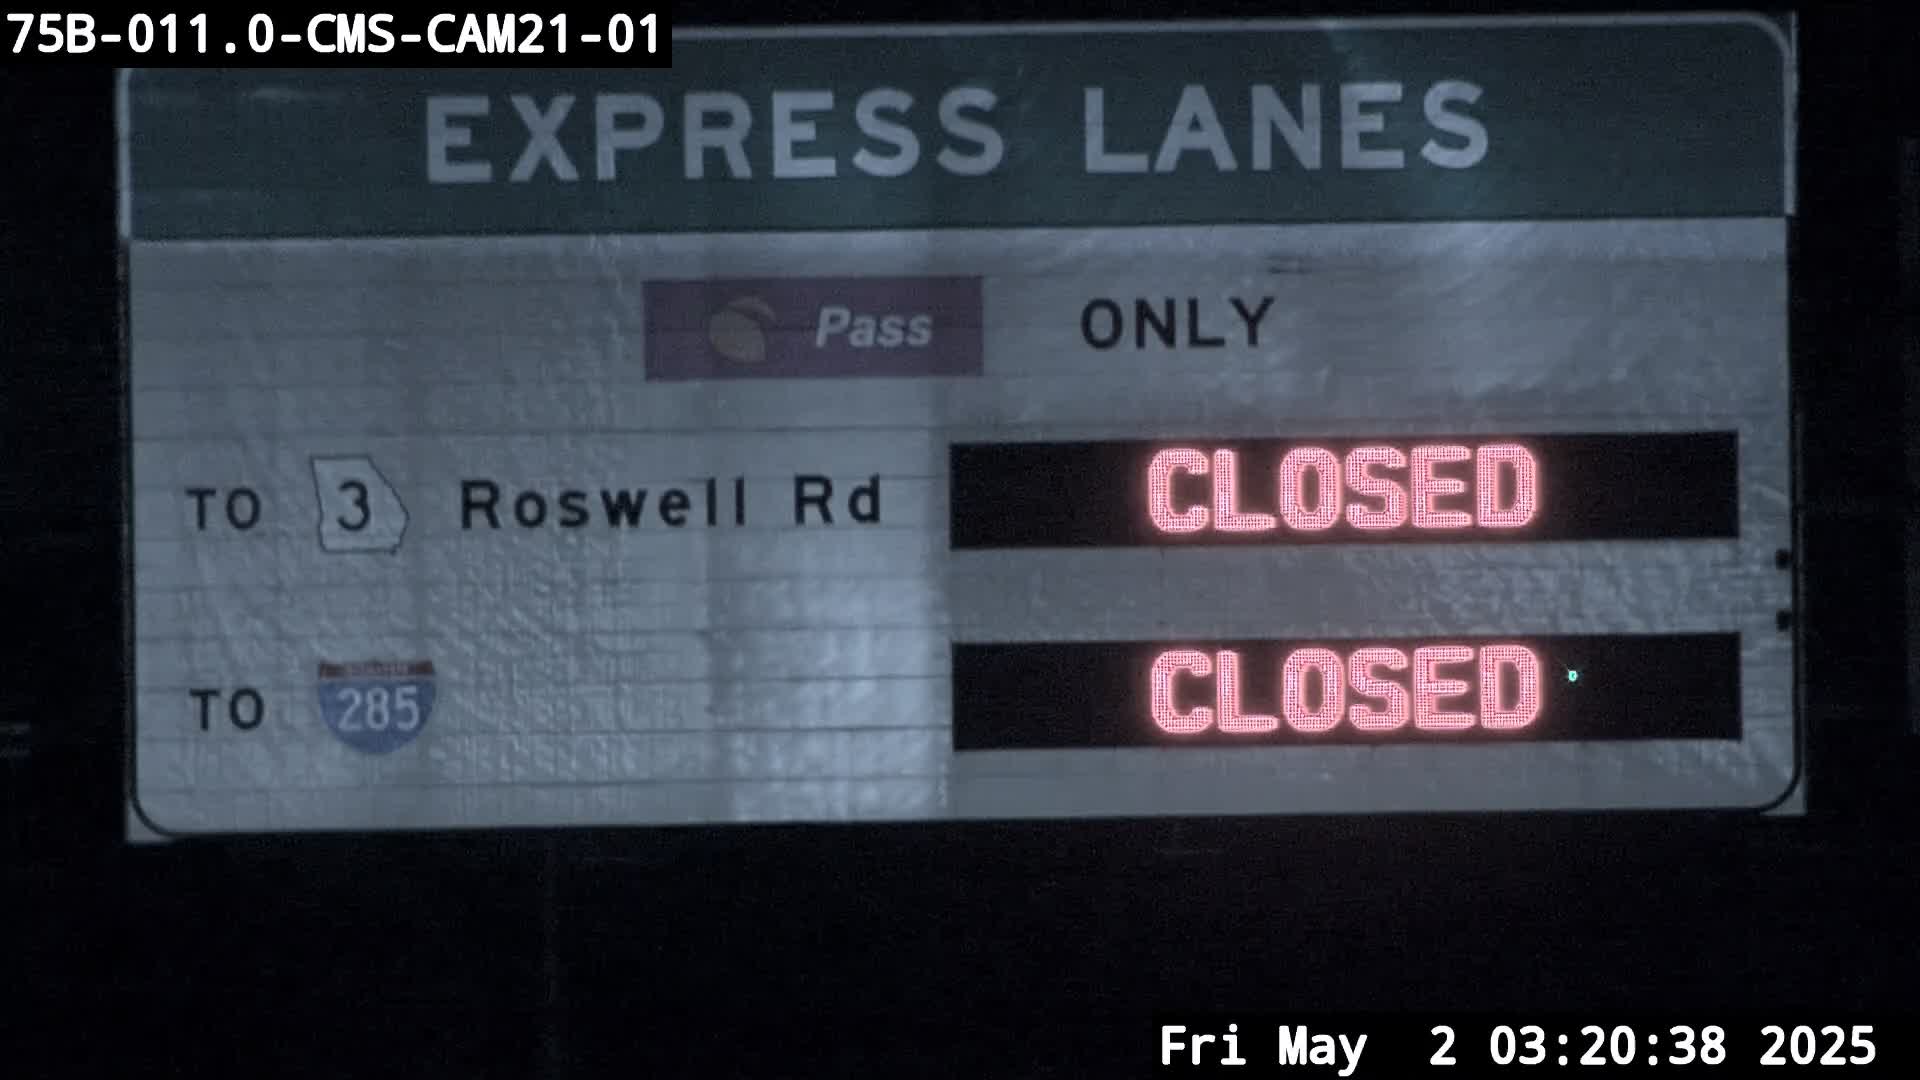 75B-011.0-CMS-CAM21-01
EXPRESS LANES
Pass ONLY
TO 3 Roswell Rd CLOSED
TO 285 CLOSED
Fri May 2 03:20:38 2025